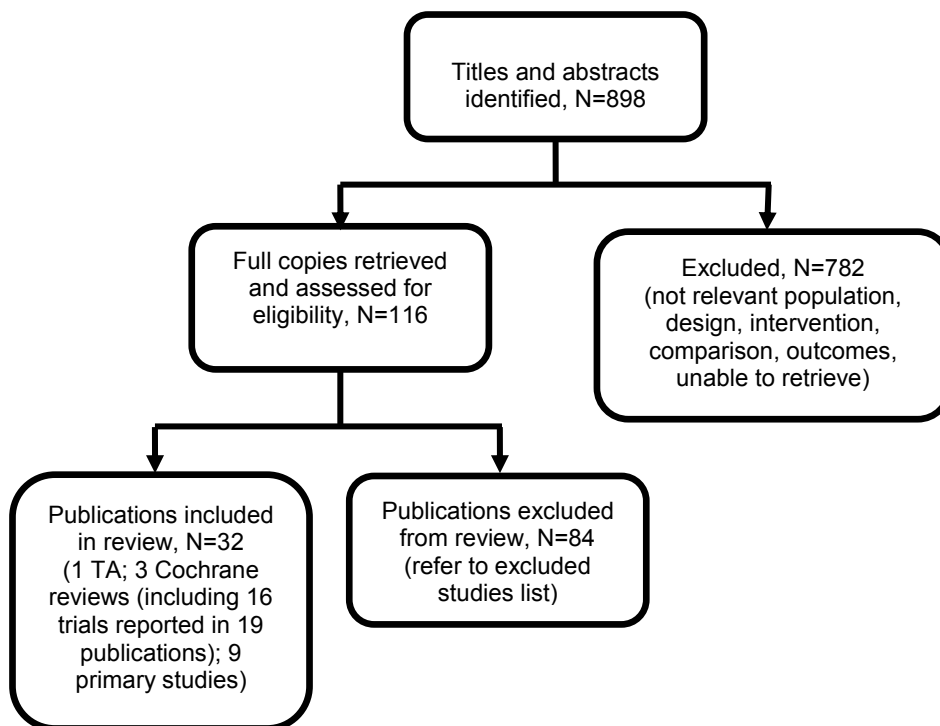 Titles and abstracts
identified, N=898
Full copies retrieved
and assessed for
eligibility, N=116
Excluded, N=782
(not relevant population,
design, intervention,
comparison, outcomes,
unable to retrieve)
Publications included
in review, N=32
(1 TA; 3 Cochrane
reviews (including 16
trials reported in 19
publications); 9
primary studies)
Publications excluded
from review, N=84
(refer to excluded
studies list)